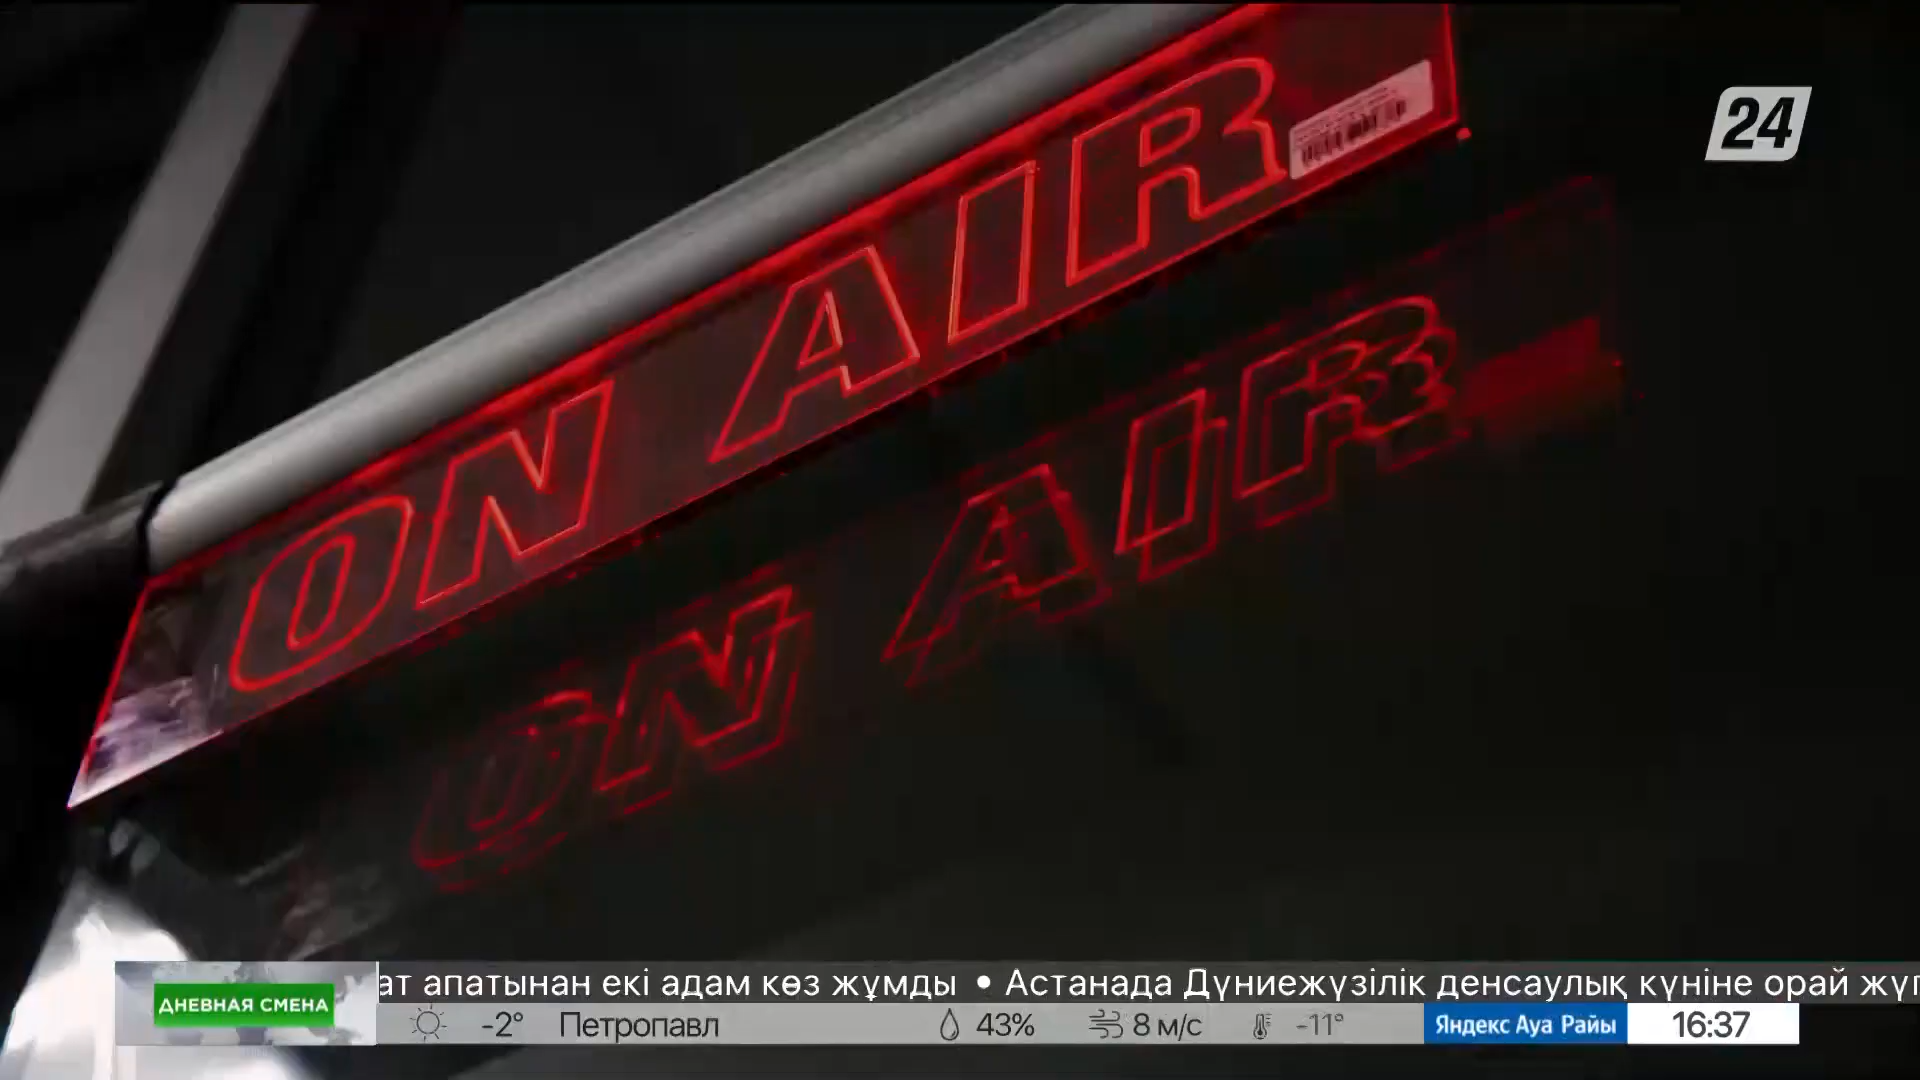 24
ON AIR
ON AIR
ат апатынан екі адам көз жұмды • Астанада Дүниежүзілік денсаулық күніне орай жүг
ДНЕВНАЯ СМЕНА
-2° Петропавл 43% 8 м/с -11° Яндекс Ауа Райы 16:37